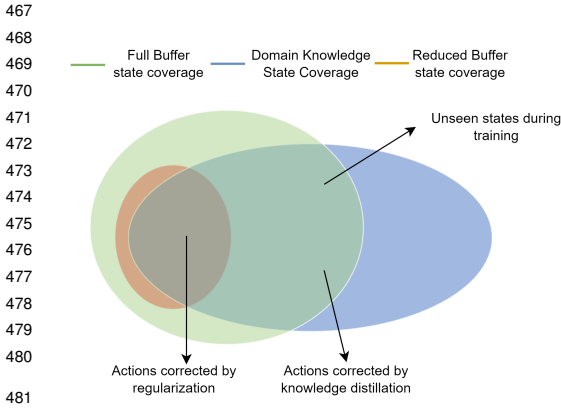 467
468
469
470
471
472
473
474
475
476
477
478
479
480
481
Full Buffer
state coverage
Domain Knowledge
State Coverage
Reduced Buffer
state coverage
Unseen states during
training
Actions corrected by
regularization
Actions corrected by
knowledge distillation